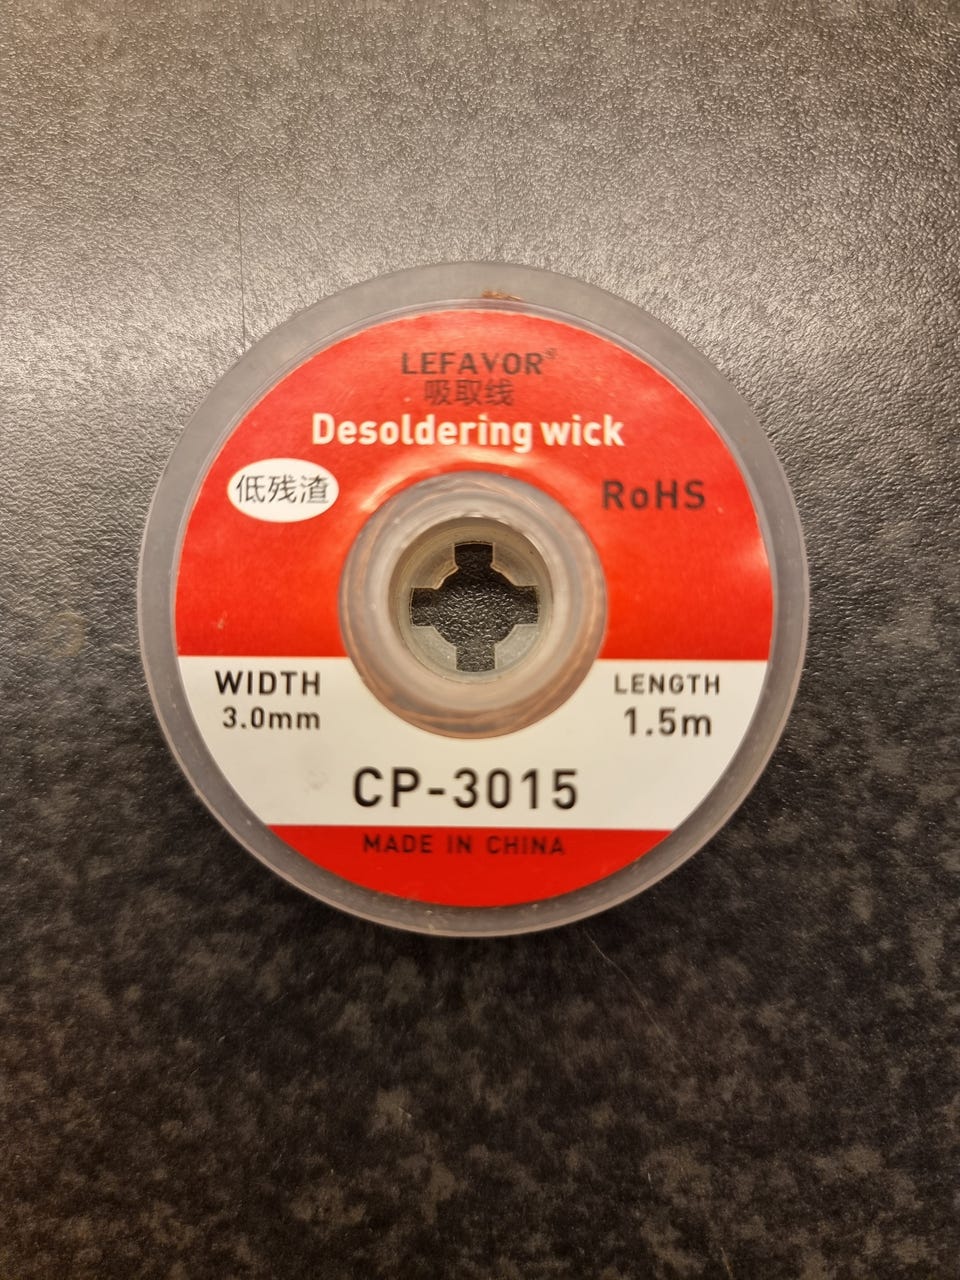 LEFAVOR®
吸取线
Desoldering wick
低残渣
RoHS
WIDTH
3.0mm
LENGTH
1.5m
CP-3015
MADE IN CHINA